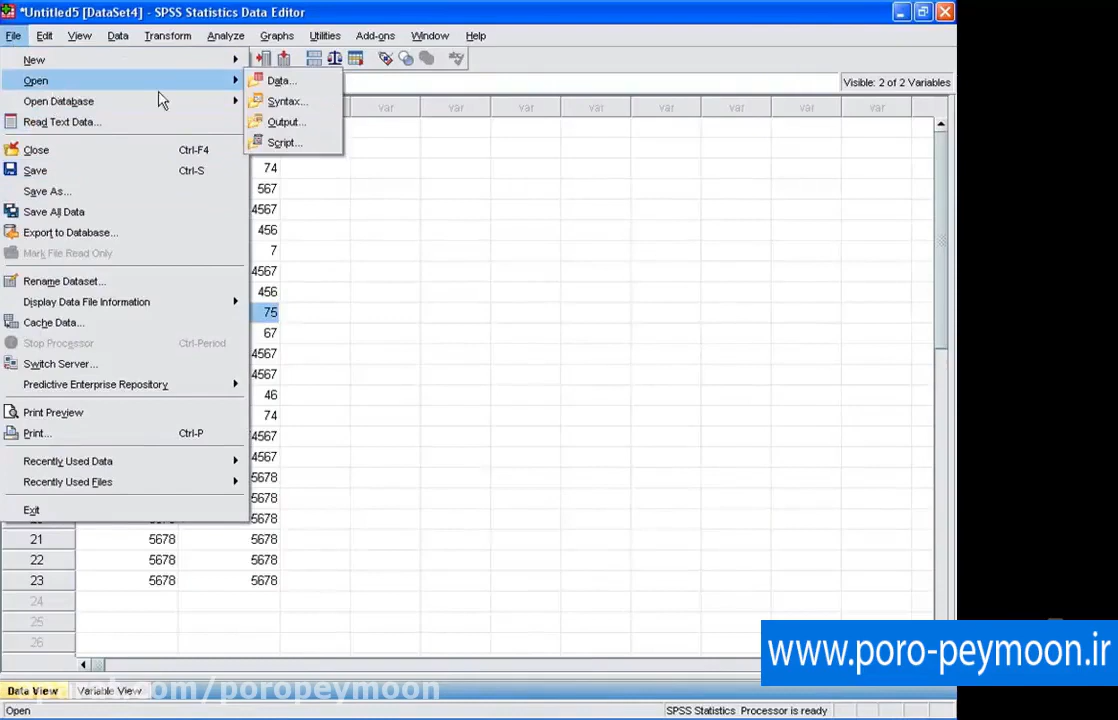 *Untitled5 [DataSet4] - SPSS Statistics Data Editor
File Edit View Data Transform Analyze Graphs Utilities Add-ons Window Help
New
Open
Open Database
Read Text Data...
Close Ctrl-F4
Save Ctrl-S
Save As...
Save All Data
Export to Database...
Mark File Read Only
Rename Dataset...
Display Data File Information
Cache Data...
Stop Processor Ctrl-Period
Switch Server...
Predictive Enterprise Repository
Print Preview
Print... Ctrl-P
Recently Used Data
Recently Used Files
Exit
Data...
Syntax...
Output...
Script...
Visible: 2 of 2 Variables
var var var var var var var var var
74
567
4567
456
7
4567
456
75
67
4567
4567
46
74
4567
4567
5678
5678
5678
21 5678 5678
22 5678 5678
23 5678 5678
24
25
26
www.poro-peymoon.ir
.com/poropeymoon
Data View Variable View
Open SPSS Statistics Processor is ready